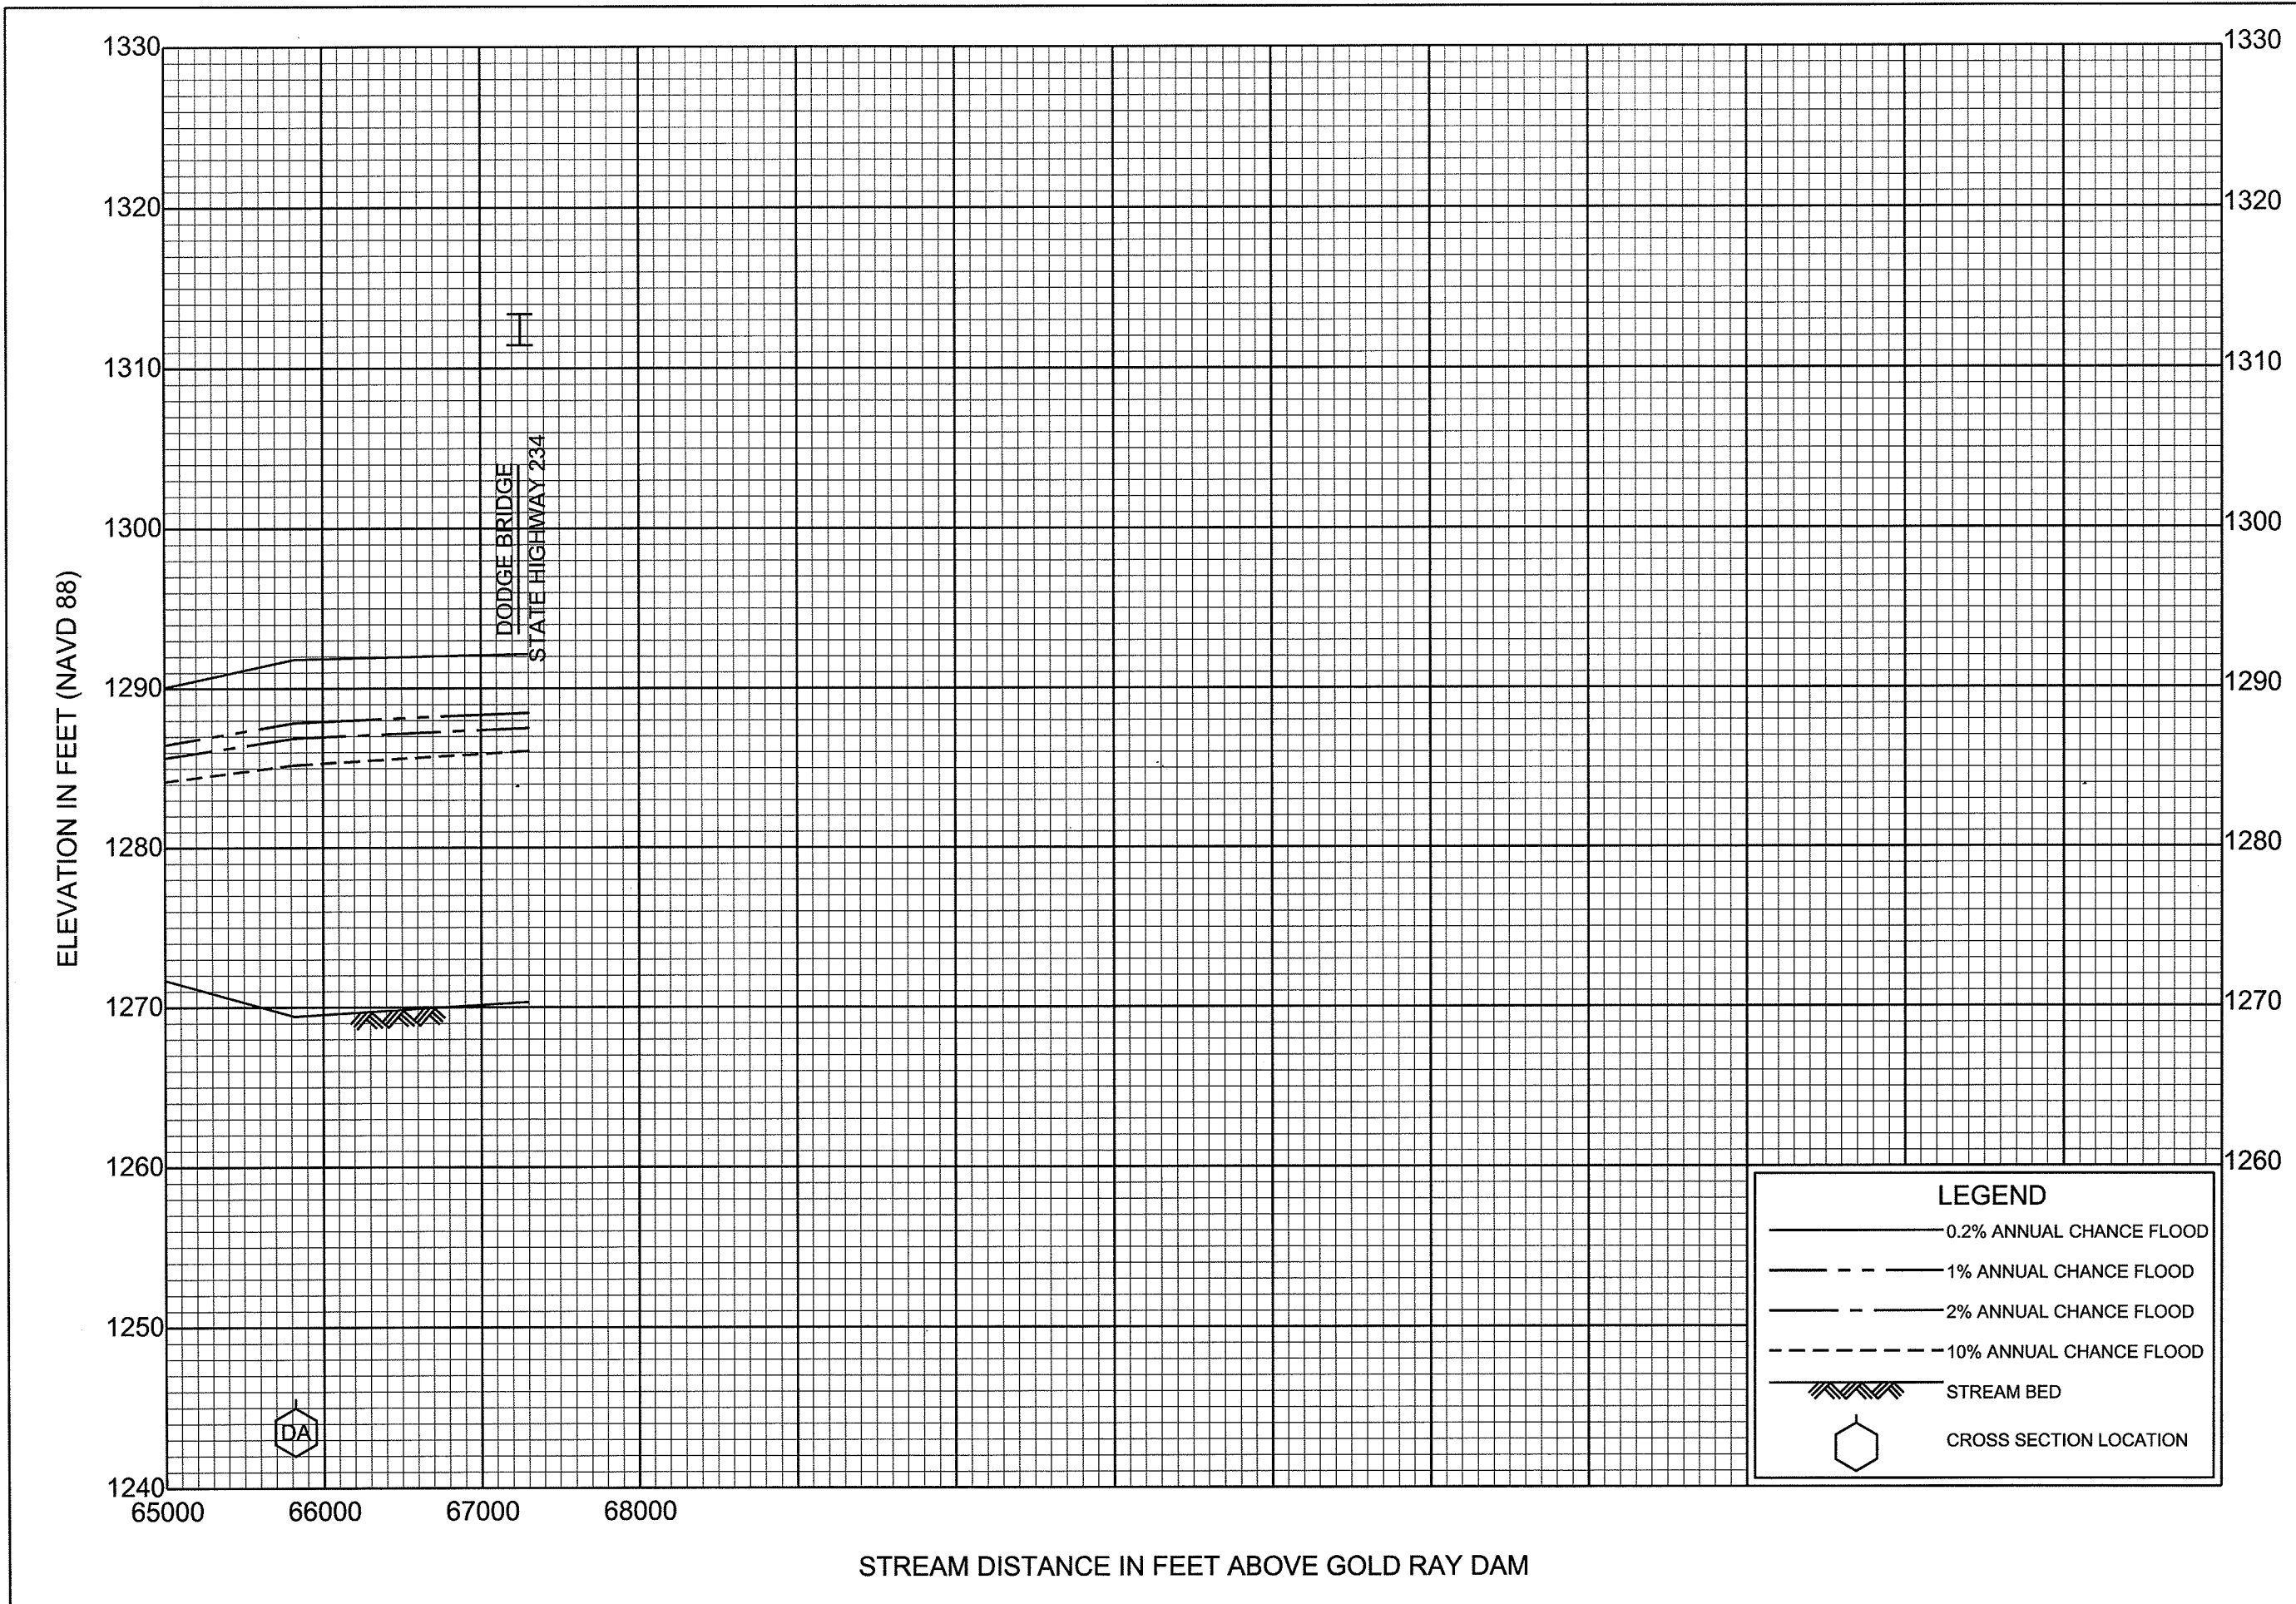 1330
1320
1310
1300
1290
1280
1270
1260
1250
1240
ELEVATION IN FEET (NAVD 88)
1330
1320
1310
1300
1290
1280
1270
1260
DODGE BRIDGE
STATE HIGHWAY 234
DA
65000
66000
67000
68000
STREAM DISTANCE IN FEET ABOVE GOLD RAY DAM
LEGEND
0.2% ANNUAL CHANCE FLOOD
1% ANNUAL CHANCE FLOOD
2% ANNUAL CHANCE FLOOD
10% ANNUAL CHANCE FLOOD
STREAM BED
CROSS SECTION LOCATION